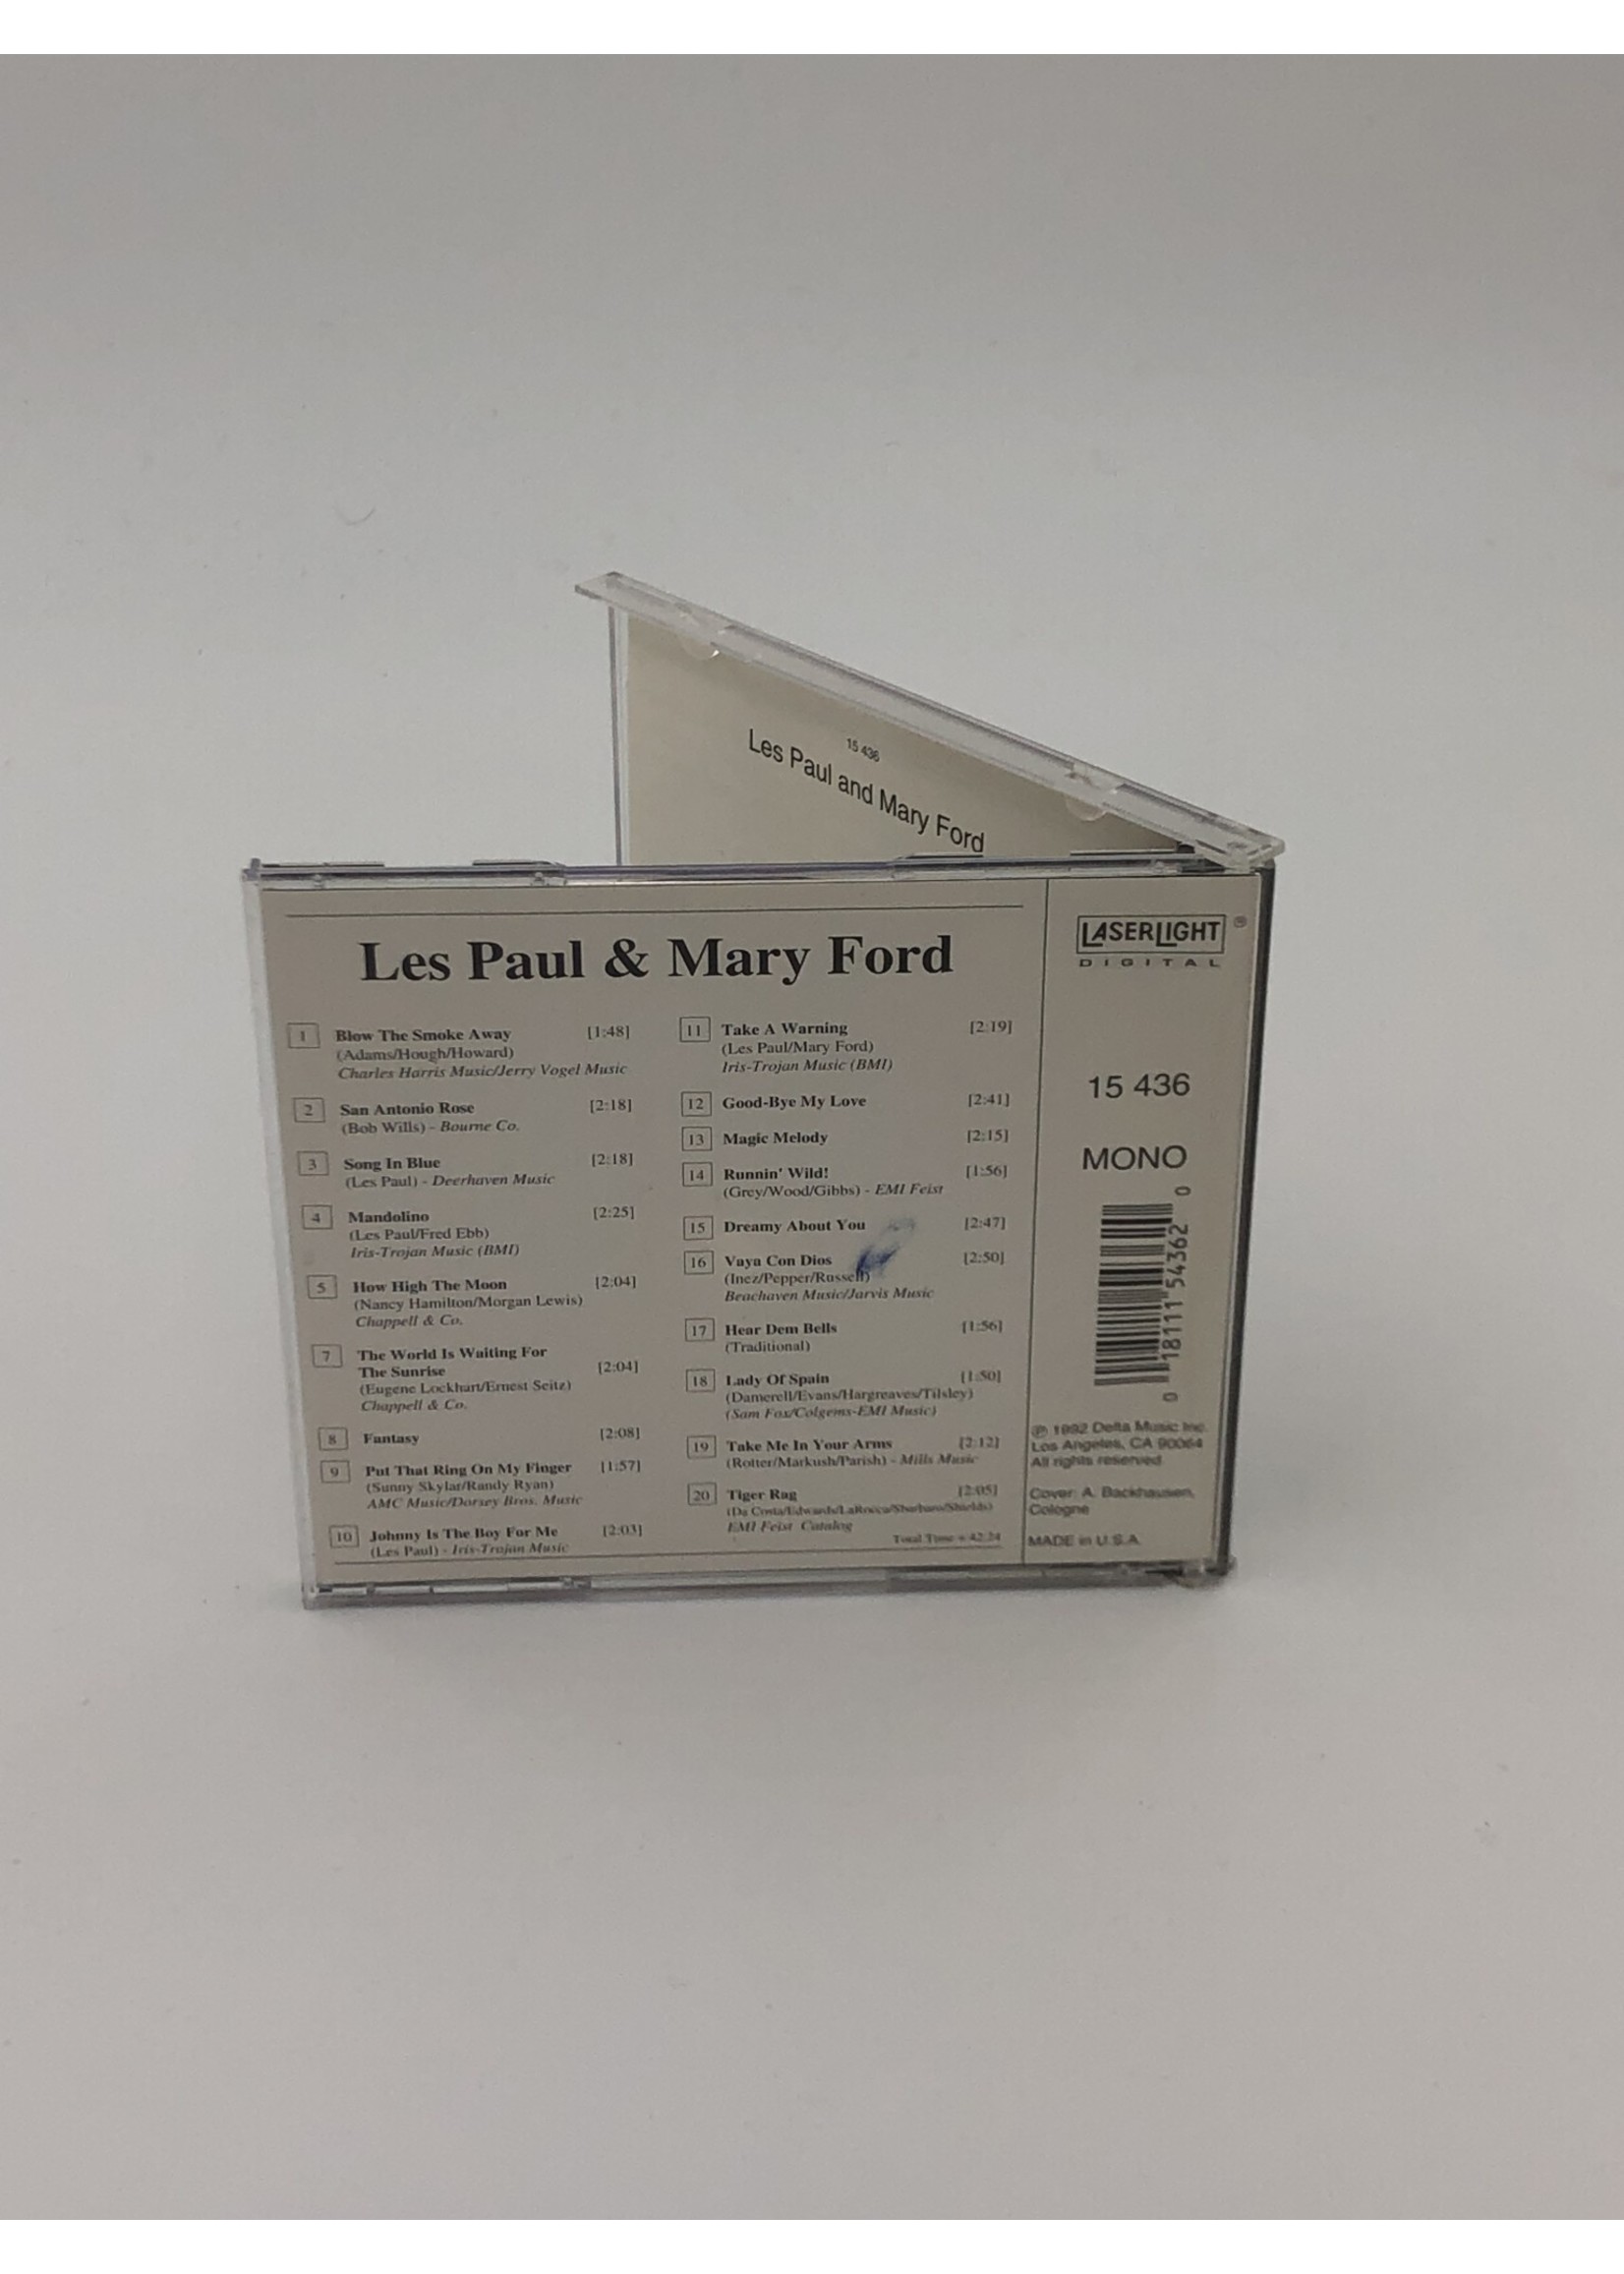 15 436
Les Paul and Mary Ford
Les Paul & Mary Ford
1 Blow The Smoke Away [1:48]
(Adams/Hough/Howard)
Charles Harris Music/Jerry Vogel Music
2 San Antonio Rose [2:18]
(Bob Wills) - Bourne Co.
3 Song In Blue [2:18]
(Les Paul) - Deerhaven Music
4 Mandolino [2:25]
(Les Paul/Fred Ebb)
Iris-Trojan Music (BMI)
5 How High The Moon [2:04]
(Nancy Hamilton/Morgan Lewis)
Chappell & Co.
7 The World Is Waiting For
The Sunrise [2:04]
(Eugene Lockhart/Ernest Seitz)
Chappell & Co.
8 Fantasy [2:08]
9 Put That Ring On My Finger [1:57]
(Sunny Skylar/Randy Ryan)
AMC Music/Dorsey Bros. Music
10 Johnny Is The Boy For Me [2:03]
(Les Paul) - Iris-Trojan Music
11 Take A Warning [2:19]
(Les Paul/Mary Ford)
Iris-Trojan Music (BMI)
12 Good-Bye My Love [2:41]
13 Magic Melody [2:15]
14 Runnin' Wild! [1:56]
(Grey/Wood/Gibbs) - EMI Feist
15 Dreamy About You [2:47]
16 Vaya Con Dios [2:50]
(Inez/Pepper/Russell)
Beachaven Music/Jarvis Music
17 Hear Dem Bells [1:56]
(Traditional)
18 Lady Of Spain [1:50]
(Damerell/Evans/Hargreaves/Tilsley)
(Sam Fox/Colgems-EMI Music)
19 Take Me In Your Arms [2:12]
(Rotter/Markush/Parish) - Mills Music
20 Tiger Rag [2:05]
(Da Costa/Edwards/LaRocca/Sbarbaro/Shields)
EMI Feist Catalog
Total Time = 42:24
LASERLIGHT ®
DIGITAL
15 436
MONO
0 18111 54362 0
℗ 1992 Delta Music Inc.
Los Angeles, CA 90064
All rights reserved
Cover: A. Backhausen,
Cologne
MADE in U.S.A.